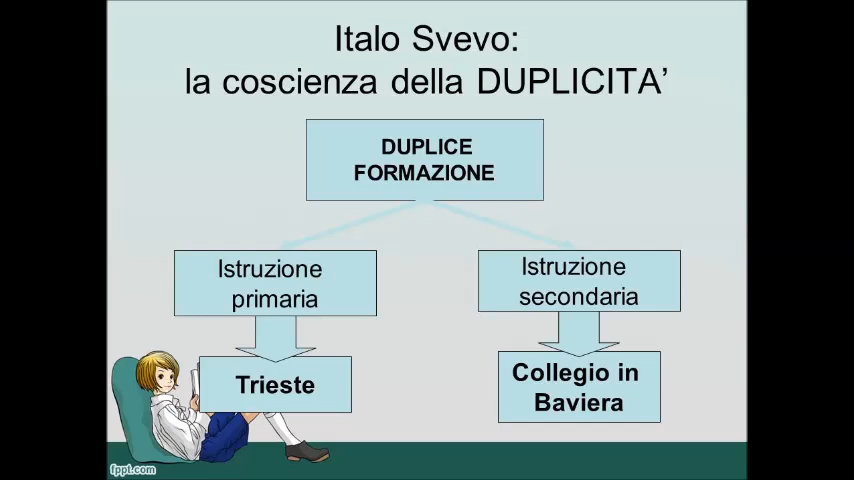 Italo Svevo:
la coscienza della DUPLICITA’
DUPLICE
FORMAZIONE
Istruzione
primaria
Istruzione
secondaria
Trieste
Collegio in
Baviera
fppt.com